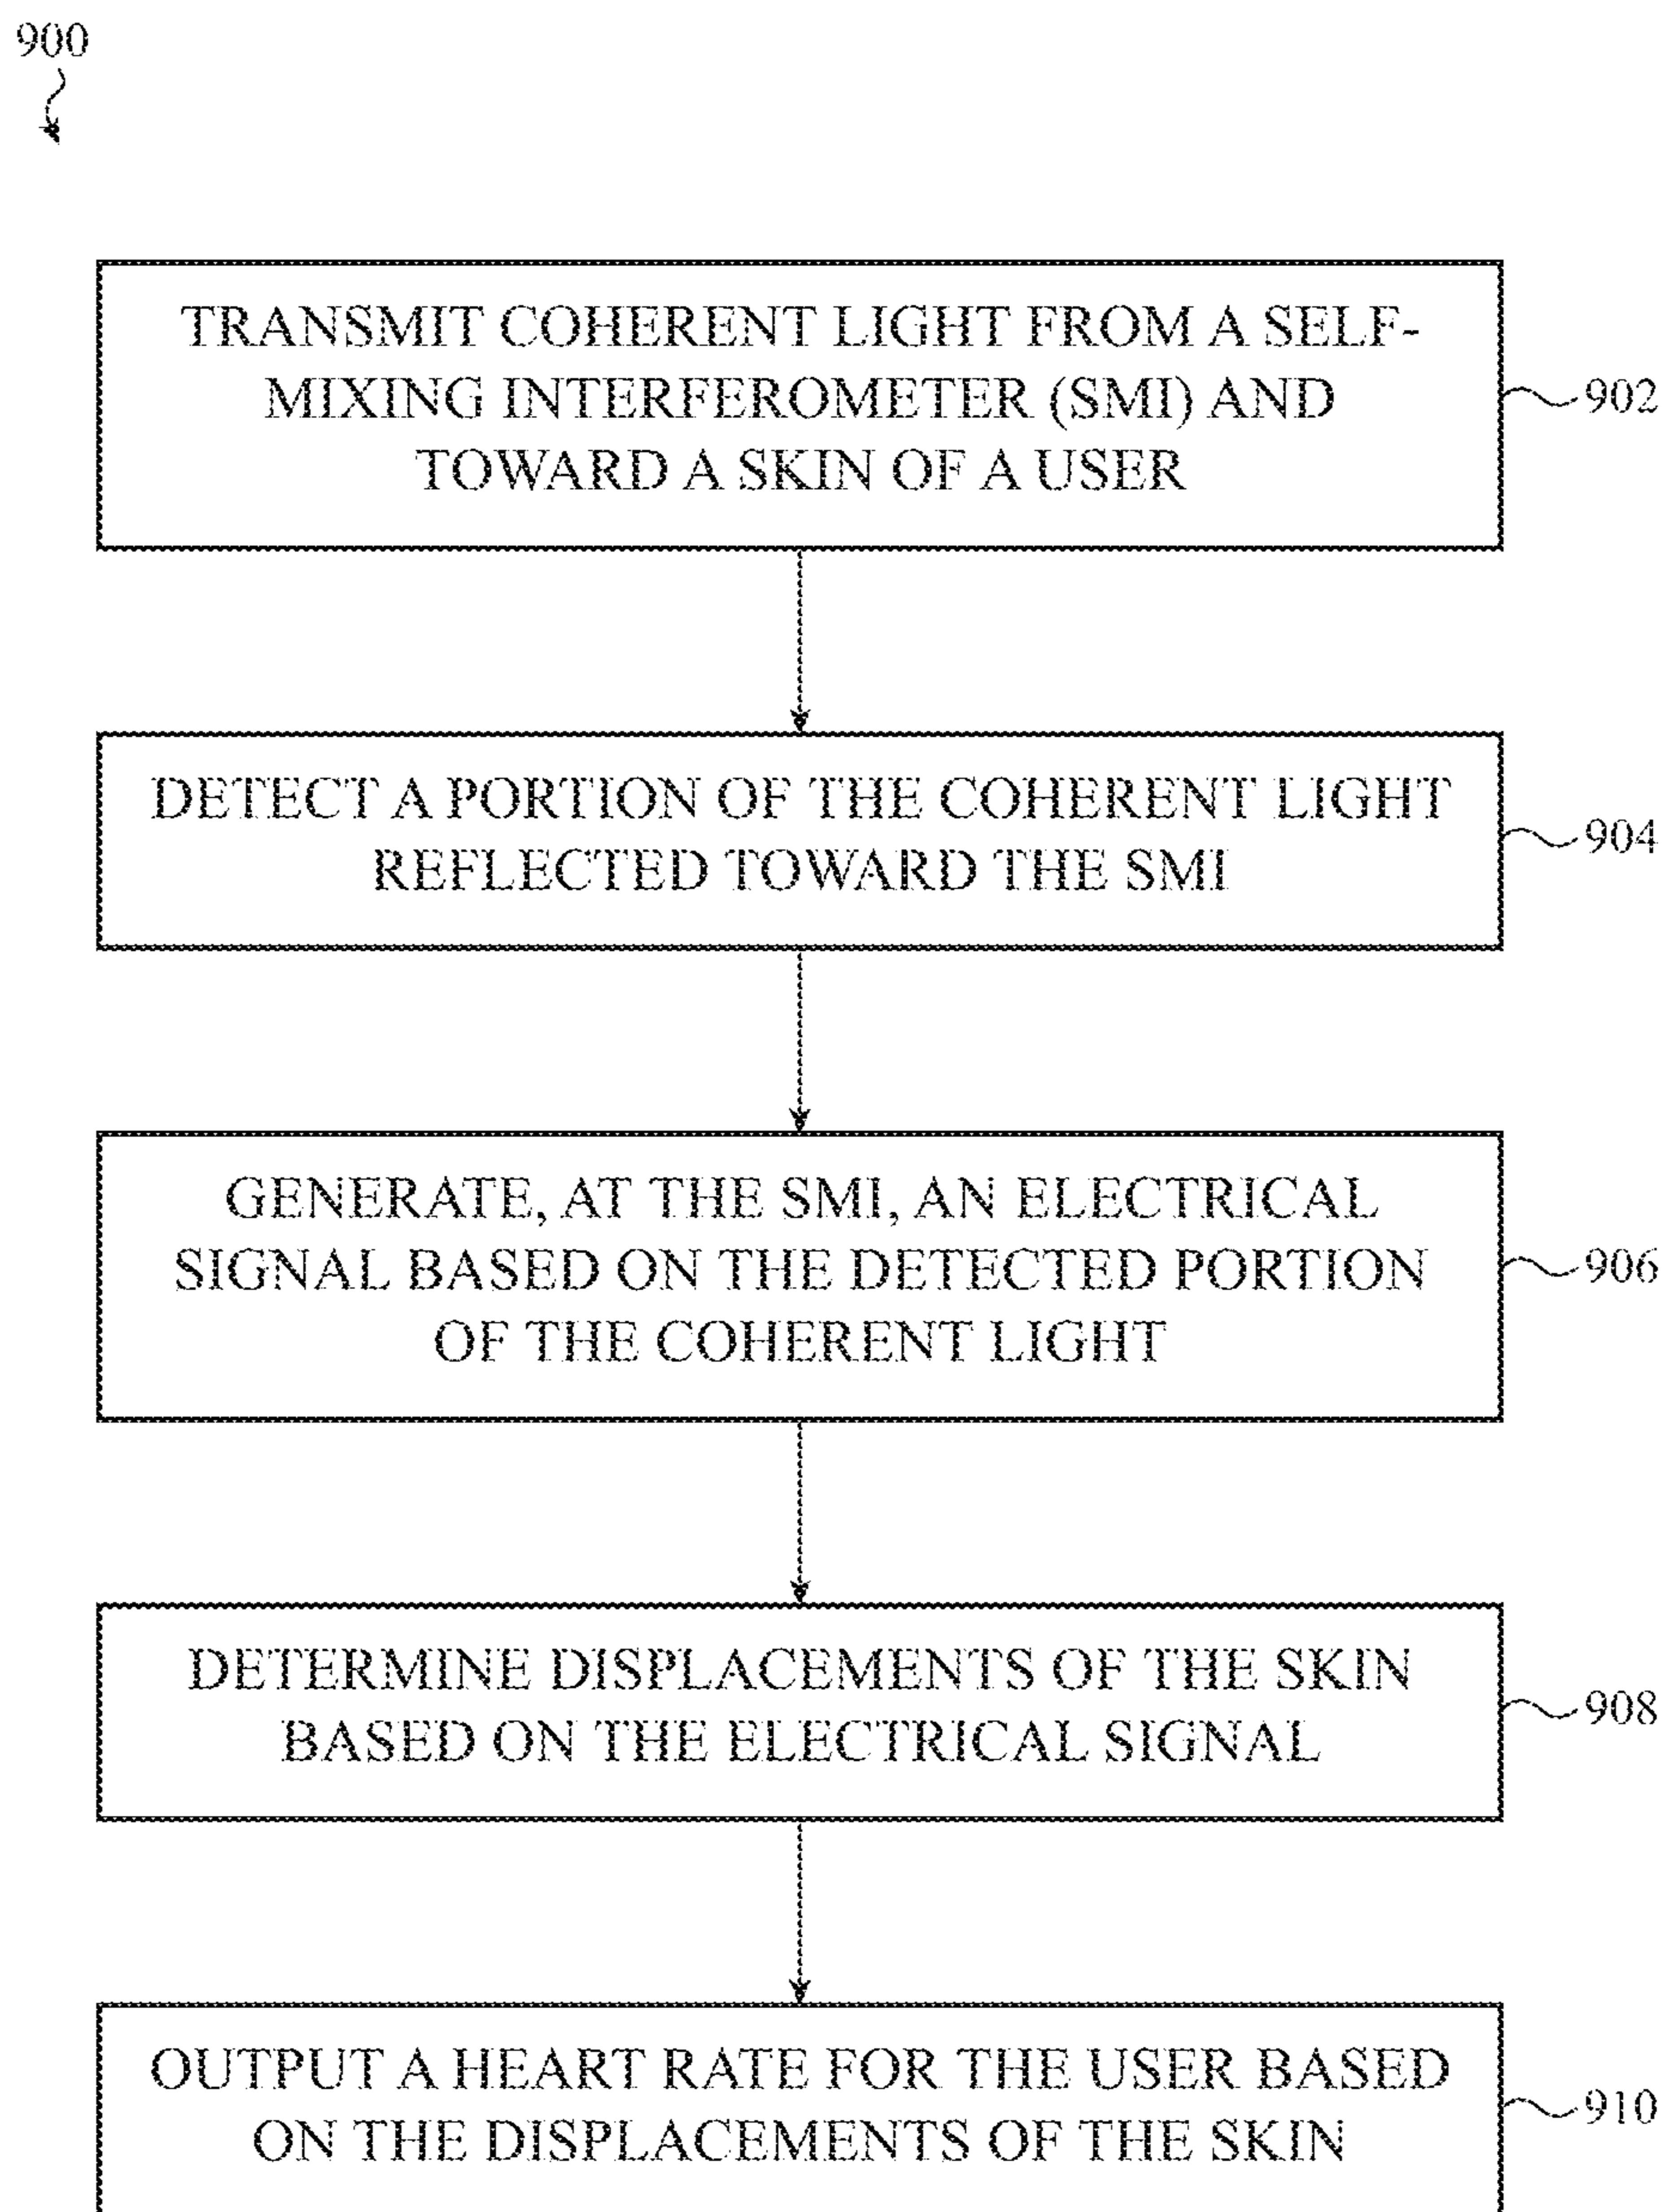 900
TRANSMIT COHERENT LIGHT FROM A SELF-
MIXING INTERFEROMETER (SMI) AND
TOWARD A SKIN OF A USER
902
DETECT A PORTION OF THE COHERENT LIGHT
REFLECTED TOWARD THE SMI
904
GENERATE, AT THE SMI, AN ELECTRICAL
SIGNAL BASED ON THE DETECTED PORTION
OF THE COHERENT LIGHT
906
DETERMINE DISPLACEMENTS OF THE SKIN
BASED ON THE ELECTRICAL SIGNAL
908
OUTPUT A HEART RATE FOR THE USER BASED
ON THE DISPLACEMENTS OF THE SKIN
910